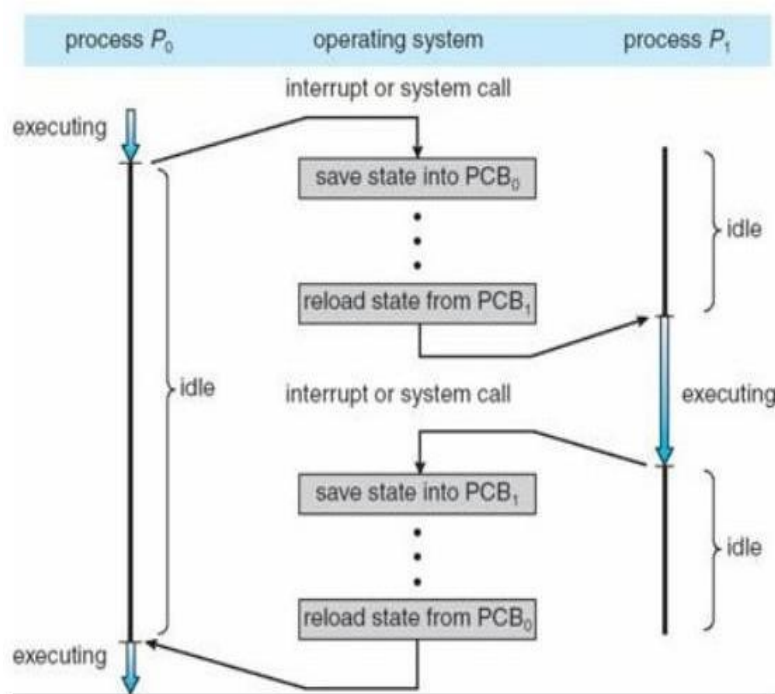 process P₀ operating system process P₁
interrupt or system call
executing
save state into PCB₀
idle
reload state from PCB₁
idle
interrupt or system call
executing
save state into PCB₁
idle
reload state from PCB₀
executing